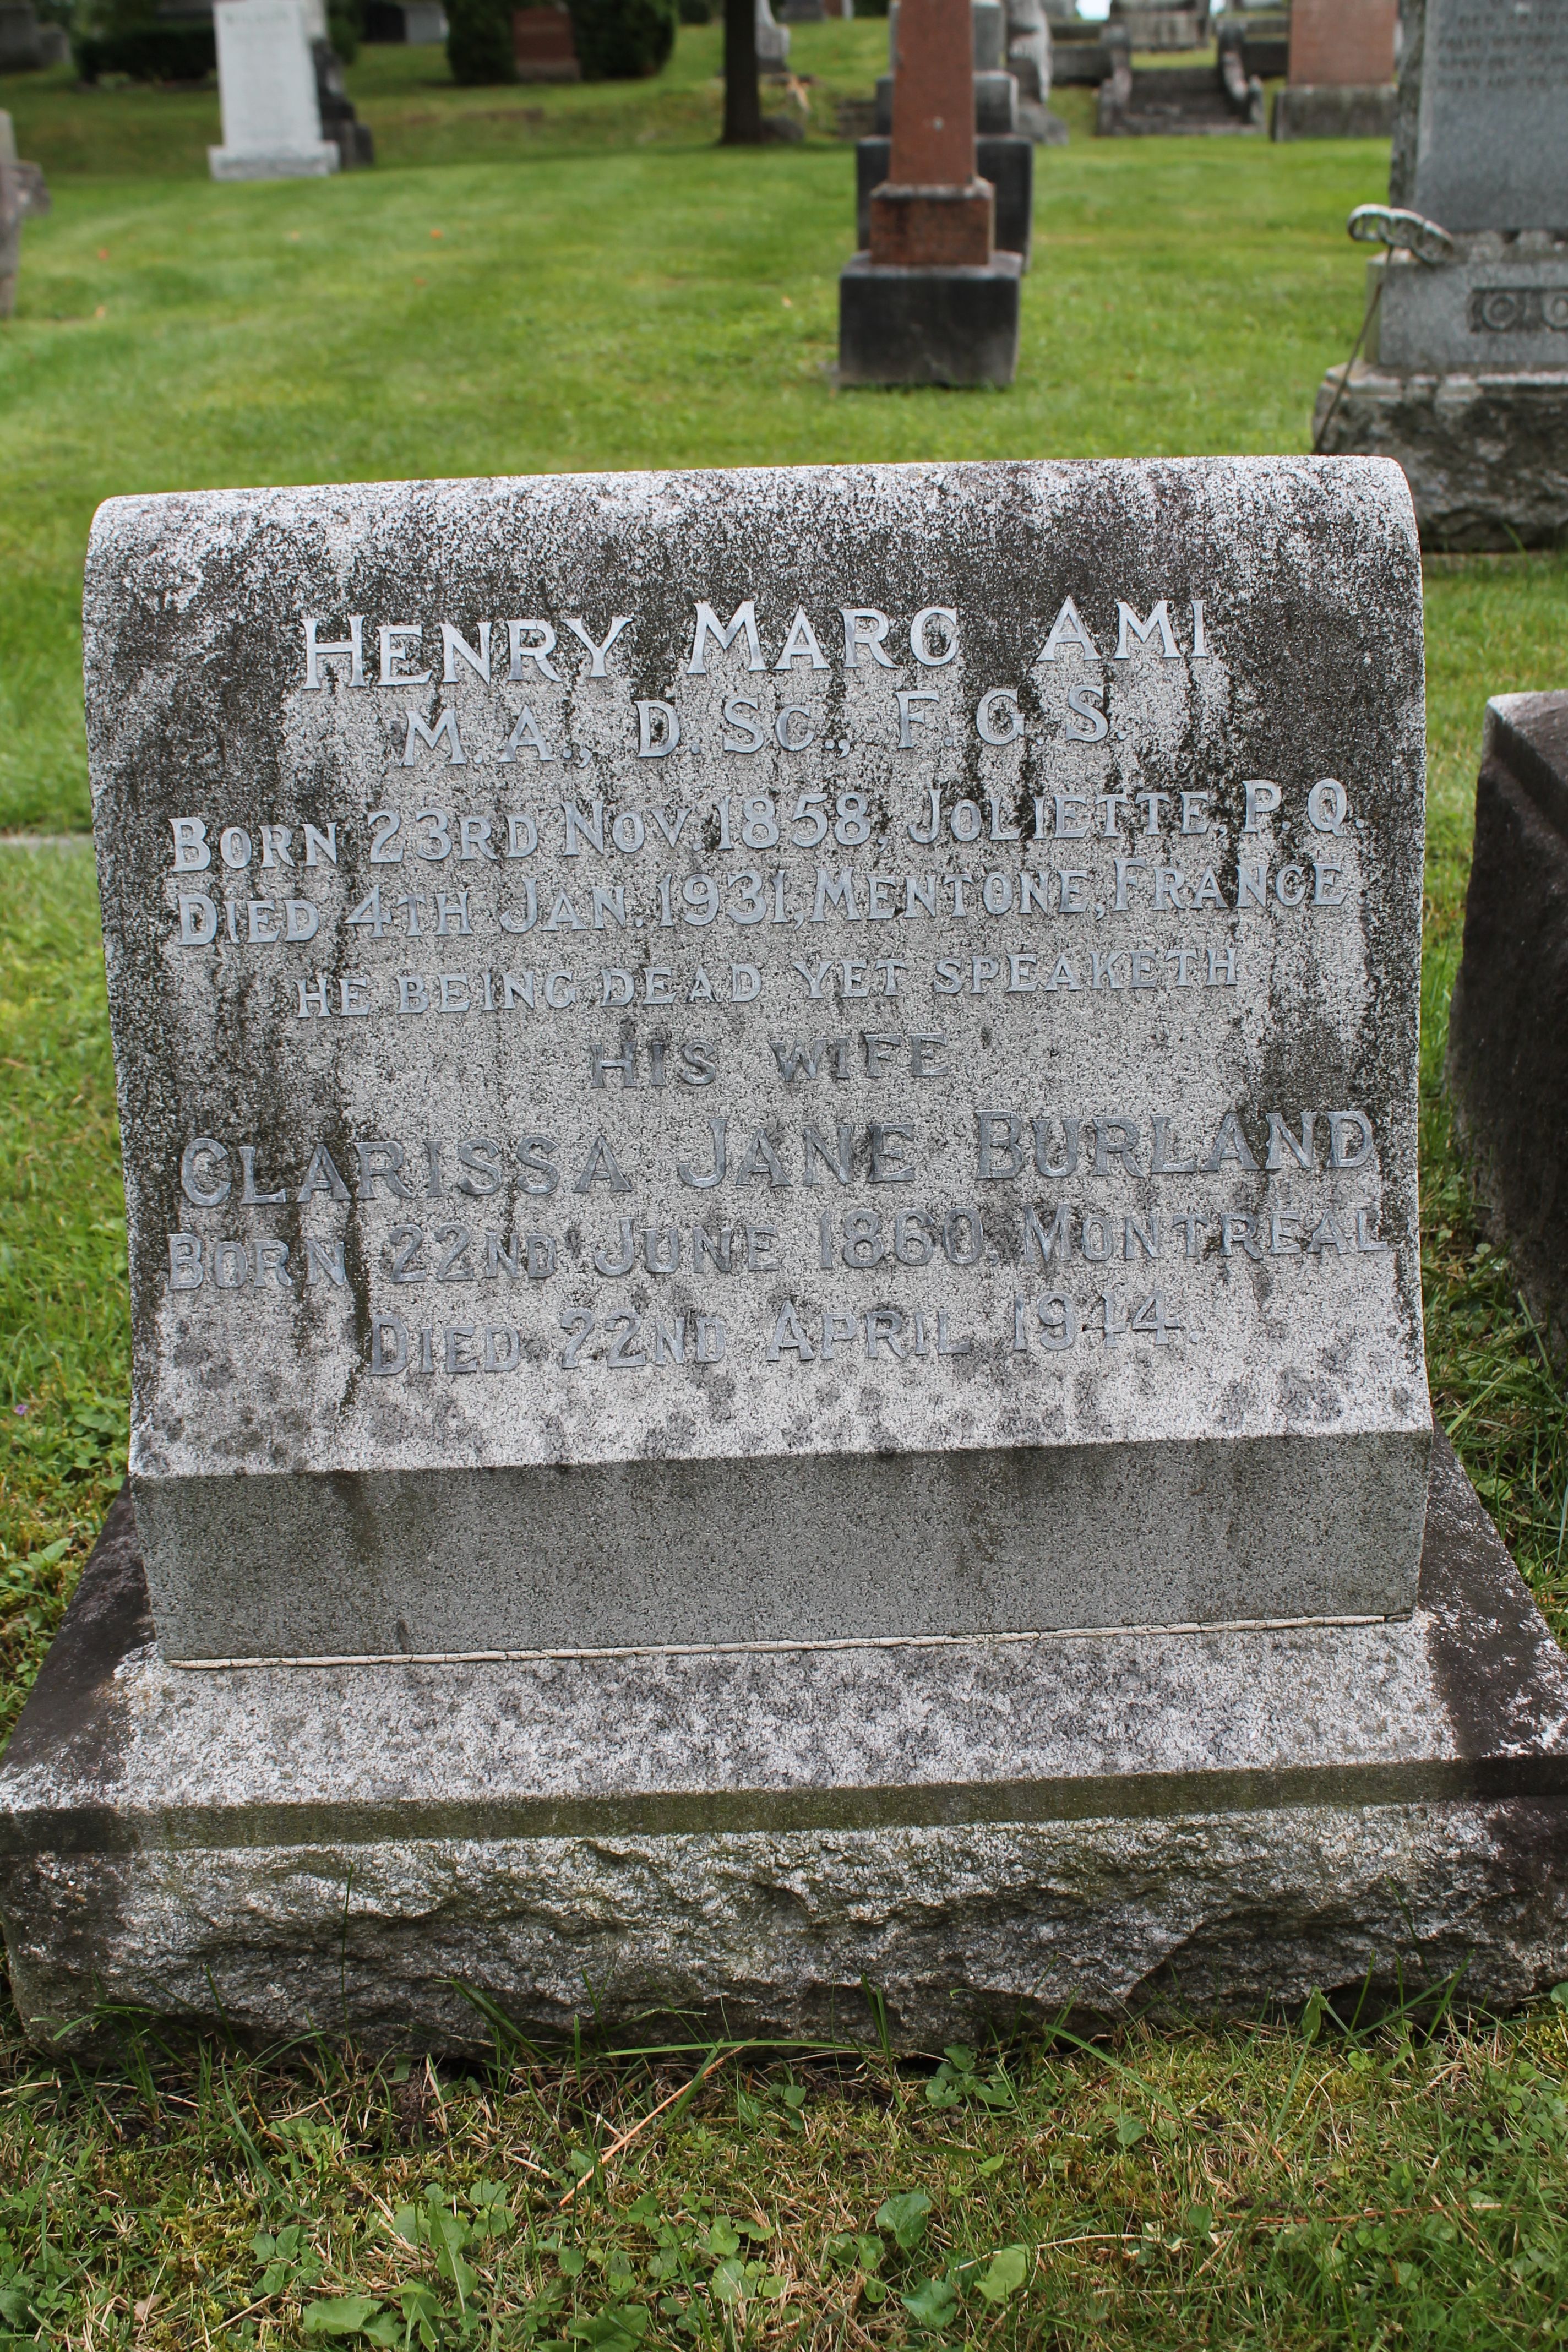 HENRY MARC AMI
M.A., D.SC., F.G.S.
BORN 23RD NOV. 1858, JOLIETTE, P.Q.
DIED 4TH JAN. 1931, MENTONE, FRANCE
HE BEING DEAD YET SPEAKETH
HIS WIFE
CLARISSA JANE BURLAND
BORN 22ND JUNE 1860. MONTREAL
DIED 22ND APRIL 1944.